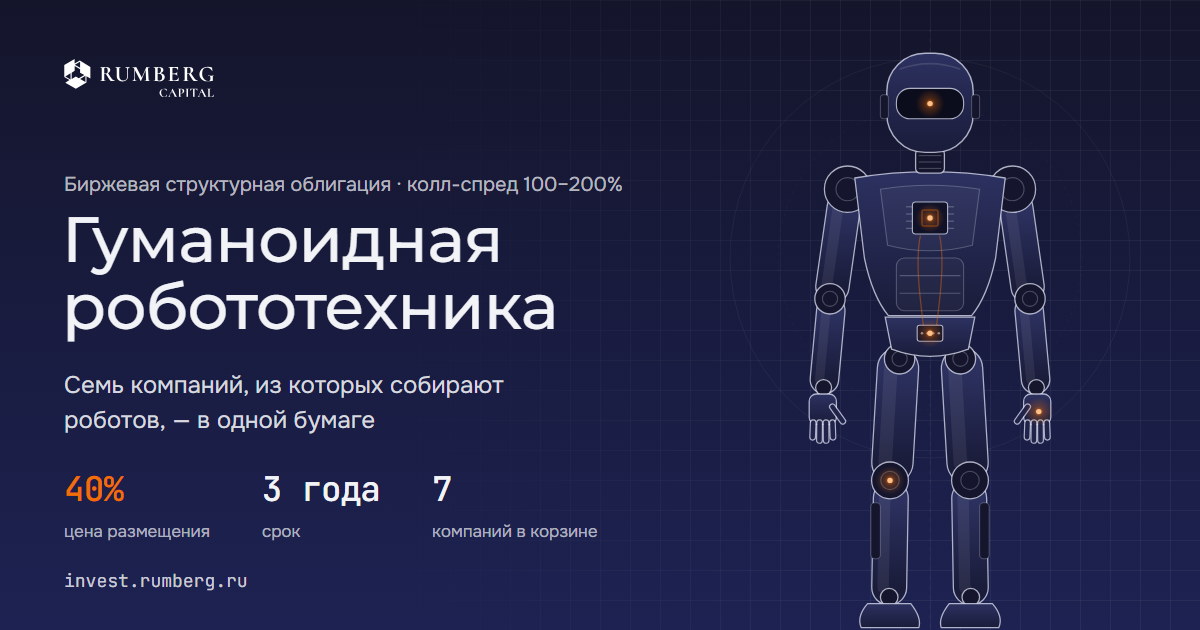 RUMBERG
CAPITAL
Биржевая структурная облигация · колл-спред 100–200%
Гуманоидная
робототехника
Семь компаний, из которых собирают
роботов, — в одной бумаге
40% 3 года 7
цена размещения срок компаний в корзине
invest.rumberg.ru